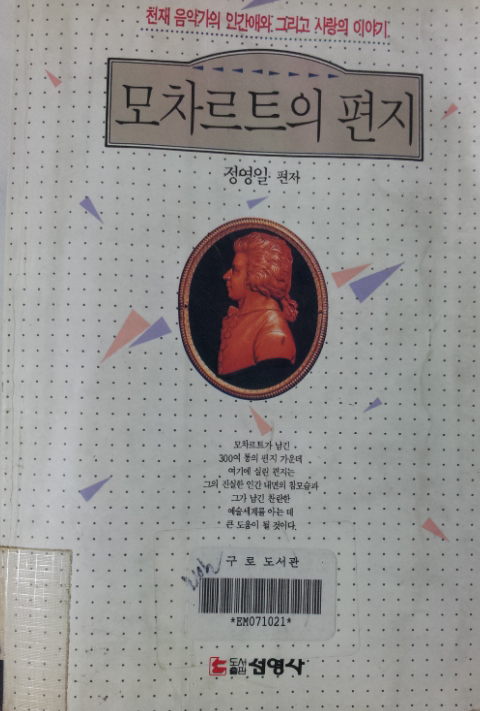 천재 음악가의 인간애와 그리고 사랑의 이야기
모차르트의 편지
정영일 편자
모차르트가 남긴
300여 통의 편지 가운데
여기에 실린 편지는
그의 진실한 인간 내면의 참모습과
그가 남긴 찬란한
예술세계를 아는 데
큰 도움이 될 것이다.
구로 도서관
*EM071021*
도서출판 선영사